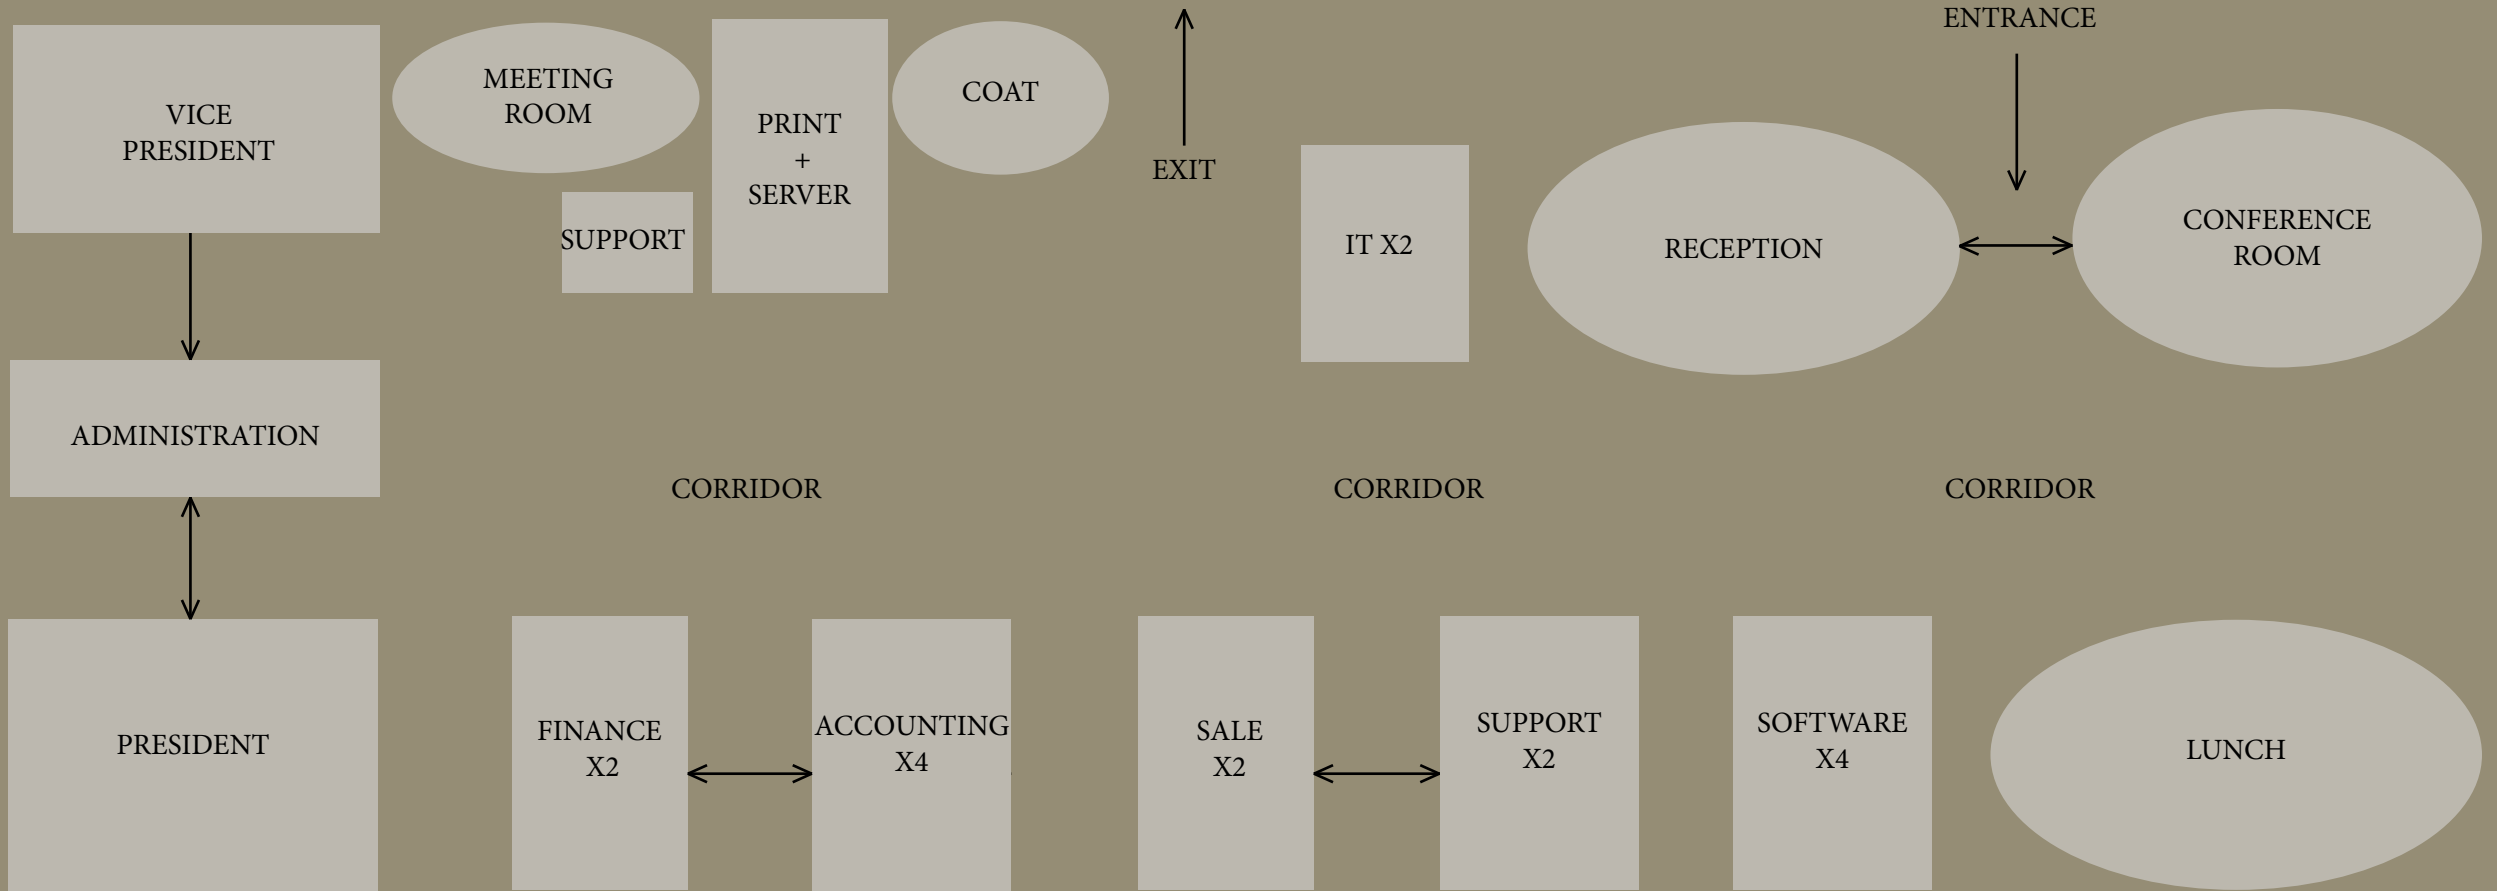 ENTRANCE
VICE
PRESIDENT
MEETING
ROOM
PRINT
+
SERVER
COAT
EXIT
SUPPORT
IT X2
RECEPTION
CONFERENCE
ROOM
ADMINISTRATION
CORRIDOR
CORRIDOR
CORRIDOR
PRESIDENT
FINANCE
X2
ACCOUNTING
X4
SALE
X2
SUPPORT
X2
SOFTWARE
X4
LUNCH